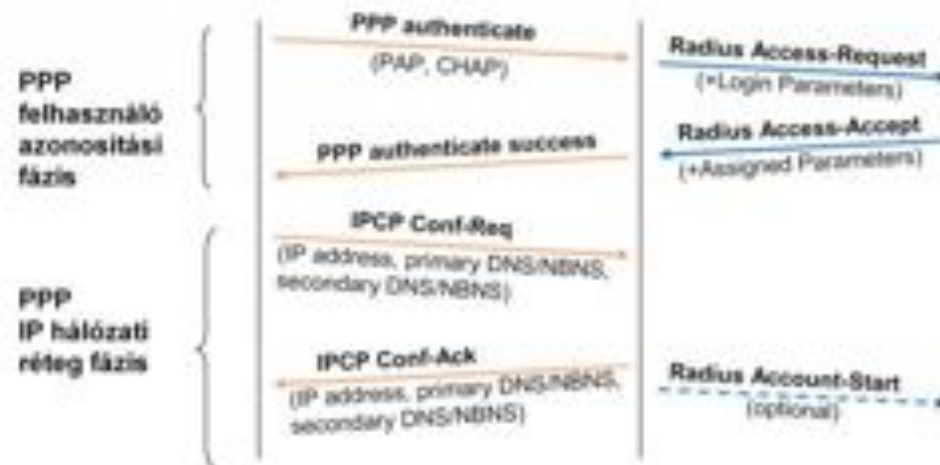 PPP
felhasználó
azonosítási
fázis
PPP authenticate
(PAP, CHAP)
Radius Access-Request
(+Login Parameters)
Radius Access-Accept
(+Assigned Parameters)
PPP authenticate success
PPP
IP hálózati
réteg fázis
IPCP Conf-Req
(IP address, primary DNS/NBNS,
secondary DNS/NBNS)
IPCP Conf-Ack
(IP address, primary DNS/NBNS,
secondary DNS/NBNS)
Radius Account-Start
(optional)